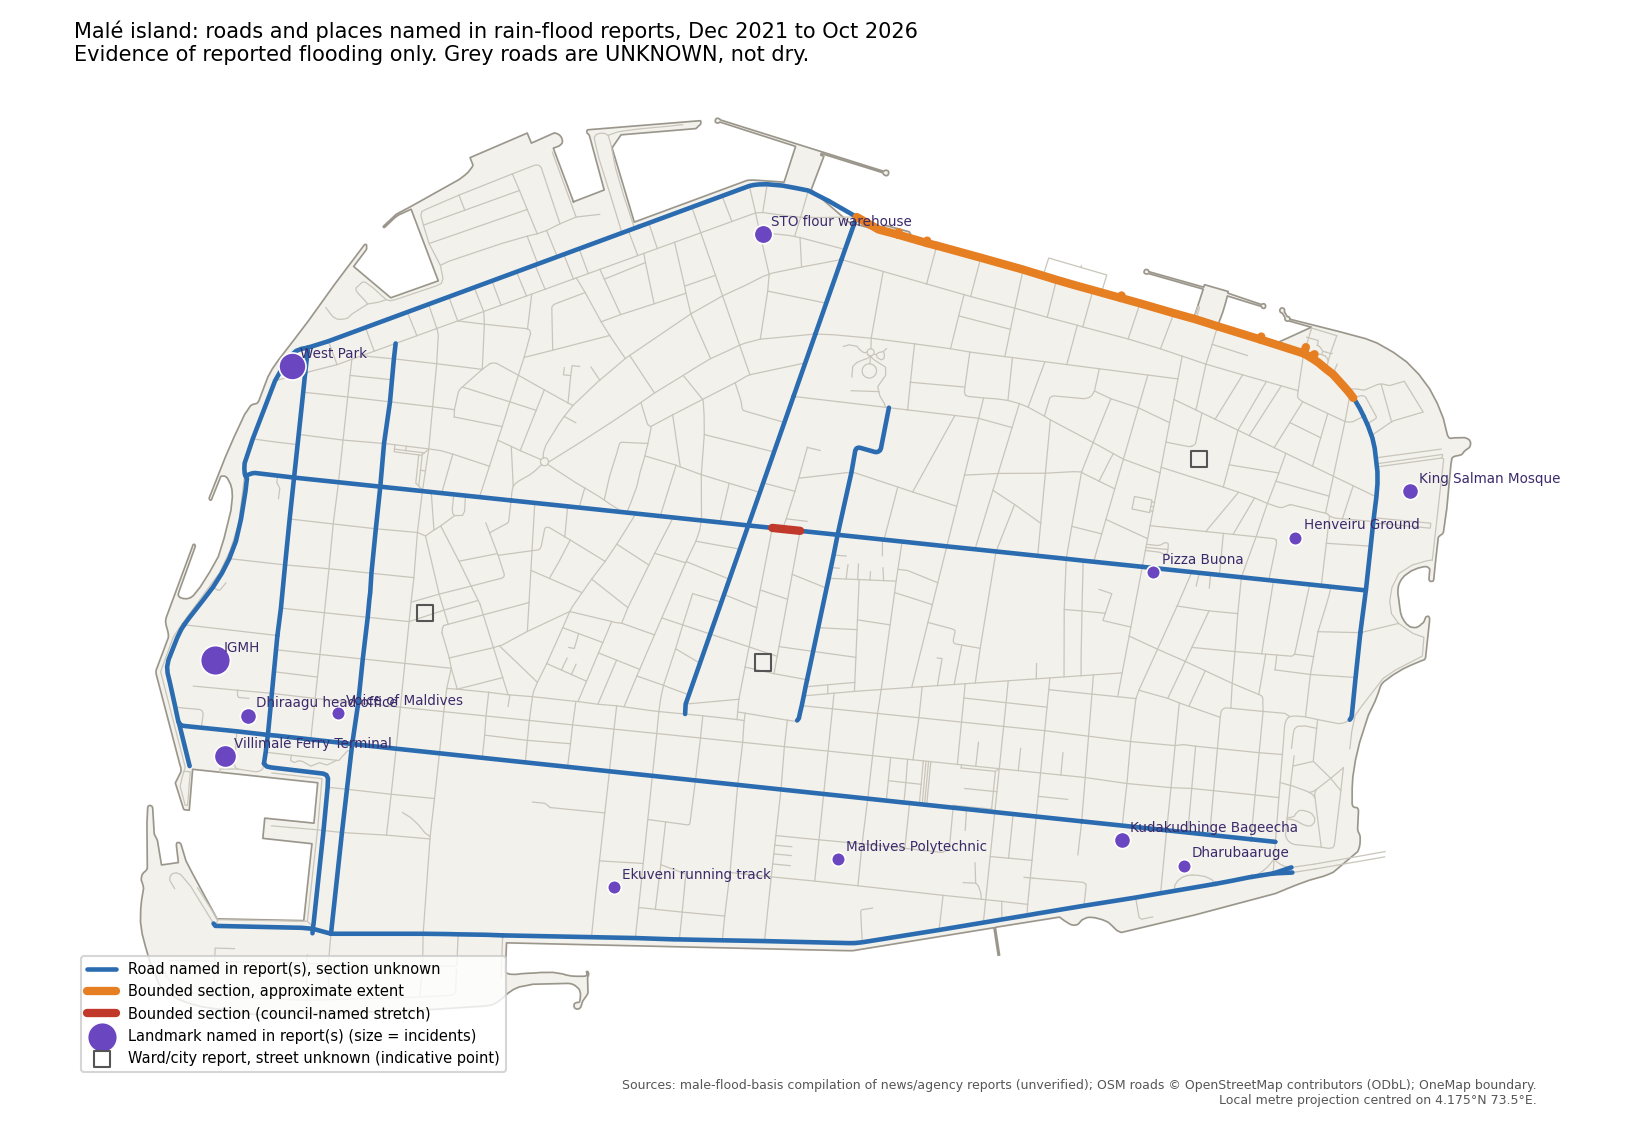 Malé island: roads and places named in rain-flood reports, Dec 2021 to Oct 2026
Evidence of reported flooding only. Grey roads are UNKNOWN, not dry.
STO flour warehouse
West Park
King Salman Mosque
Henveiru Ground
Pizza Buona
IGMH
Dhiraagu head office
Voice of Maldives
Villimalé Ferry Terminal
Kudakudhinge Bageecha
Maldives Polytechnic
Dharubaaruge
Ekuveni running track
Road named in report(s), section unknown
Bounded section, approximate extent
Bounded section (council-named stretch)
Landmark named in report(s) (size = incidents)
Ward/city report, street unknown (indicative point)
Sources: male-flood-basis compilation of news/agency reports (unverified); OSM roads © OpenStreetMap contributors (ODbL); OneMap boundary.
Local metre projection centred on 4.175°N 73.5°E.